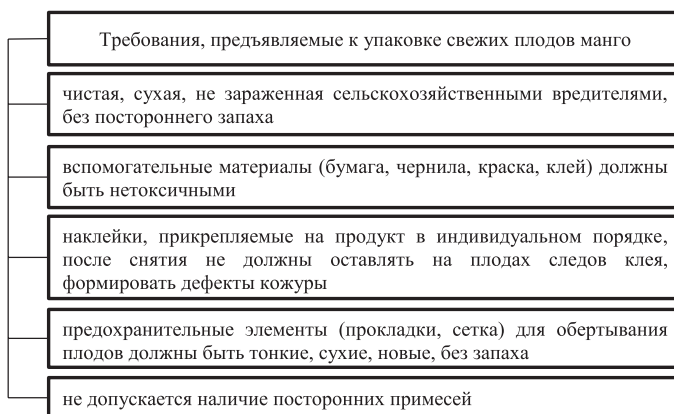 Требования, предъявляемые к упаковке свежих плодов манго
чистая, сухая, не зараженная сельскохозяйственными вредителями,
без постороннего запаха
вспомогательные материалы (бумага, чернила, краска, клей) должны
быть нетоксичными
наклейки, прикрепляемые на продукт в индивидуальном порядке,
после снятия не должны оставлять на плодах следов клея,
формировать дефекты кожуры
предохранительные элементы (прокладки, сетка) для обертывания
плодов должны быть тонкие, сухие, новые, без запаха
не допускается наличие посторонних примесей